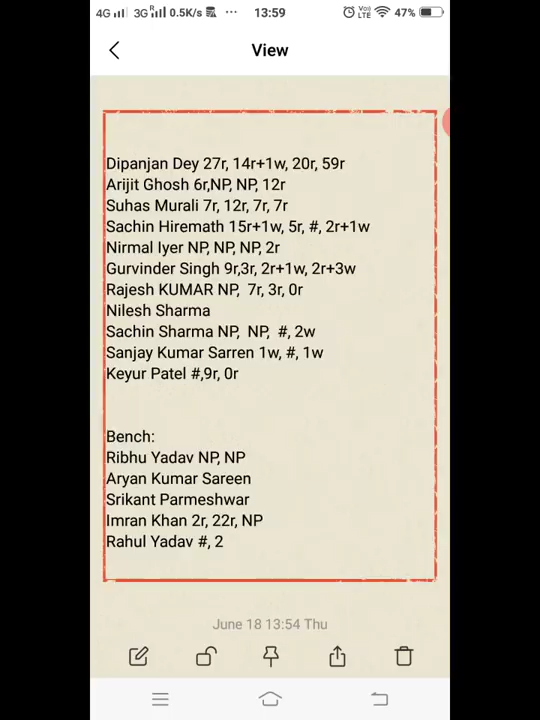 4G 3G R 0.5K/s ··· 13:59 Vo) LTE 47%
View
Dipanjan Dey 27r, 14r+1w, 20r, 59r
Arijit Ghosh 6r,NP, NP, 12r
Suhas Murali 7r, 12r, 7r, 7r
Sachin Hiremath 15r+1w, 5r, #, 2r+1w
Nirmal Iyer NP, NP, NP, 2r
Gurvinder Singh 9r,3r, 2r+1w, 2r+3w
Rajesh KUMAR NP, 7r, 3r, 0r
Nilesh Sharma
Sachin Sharma NP, NP, #, 2w
Sanjay Kumar Sarren 1w, #, 1w
Keyur Patel #,9r, 0r
Bench:
Ribhu Yadav NP, NP
Aryan Kumar Sareen
Srikant Parmeshwar
Imran Khan 2r, 22r, NP
Rahul Yadav #, 2
June 18 13:54 Thu